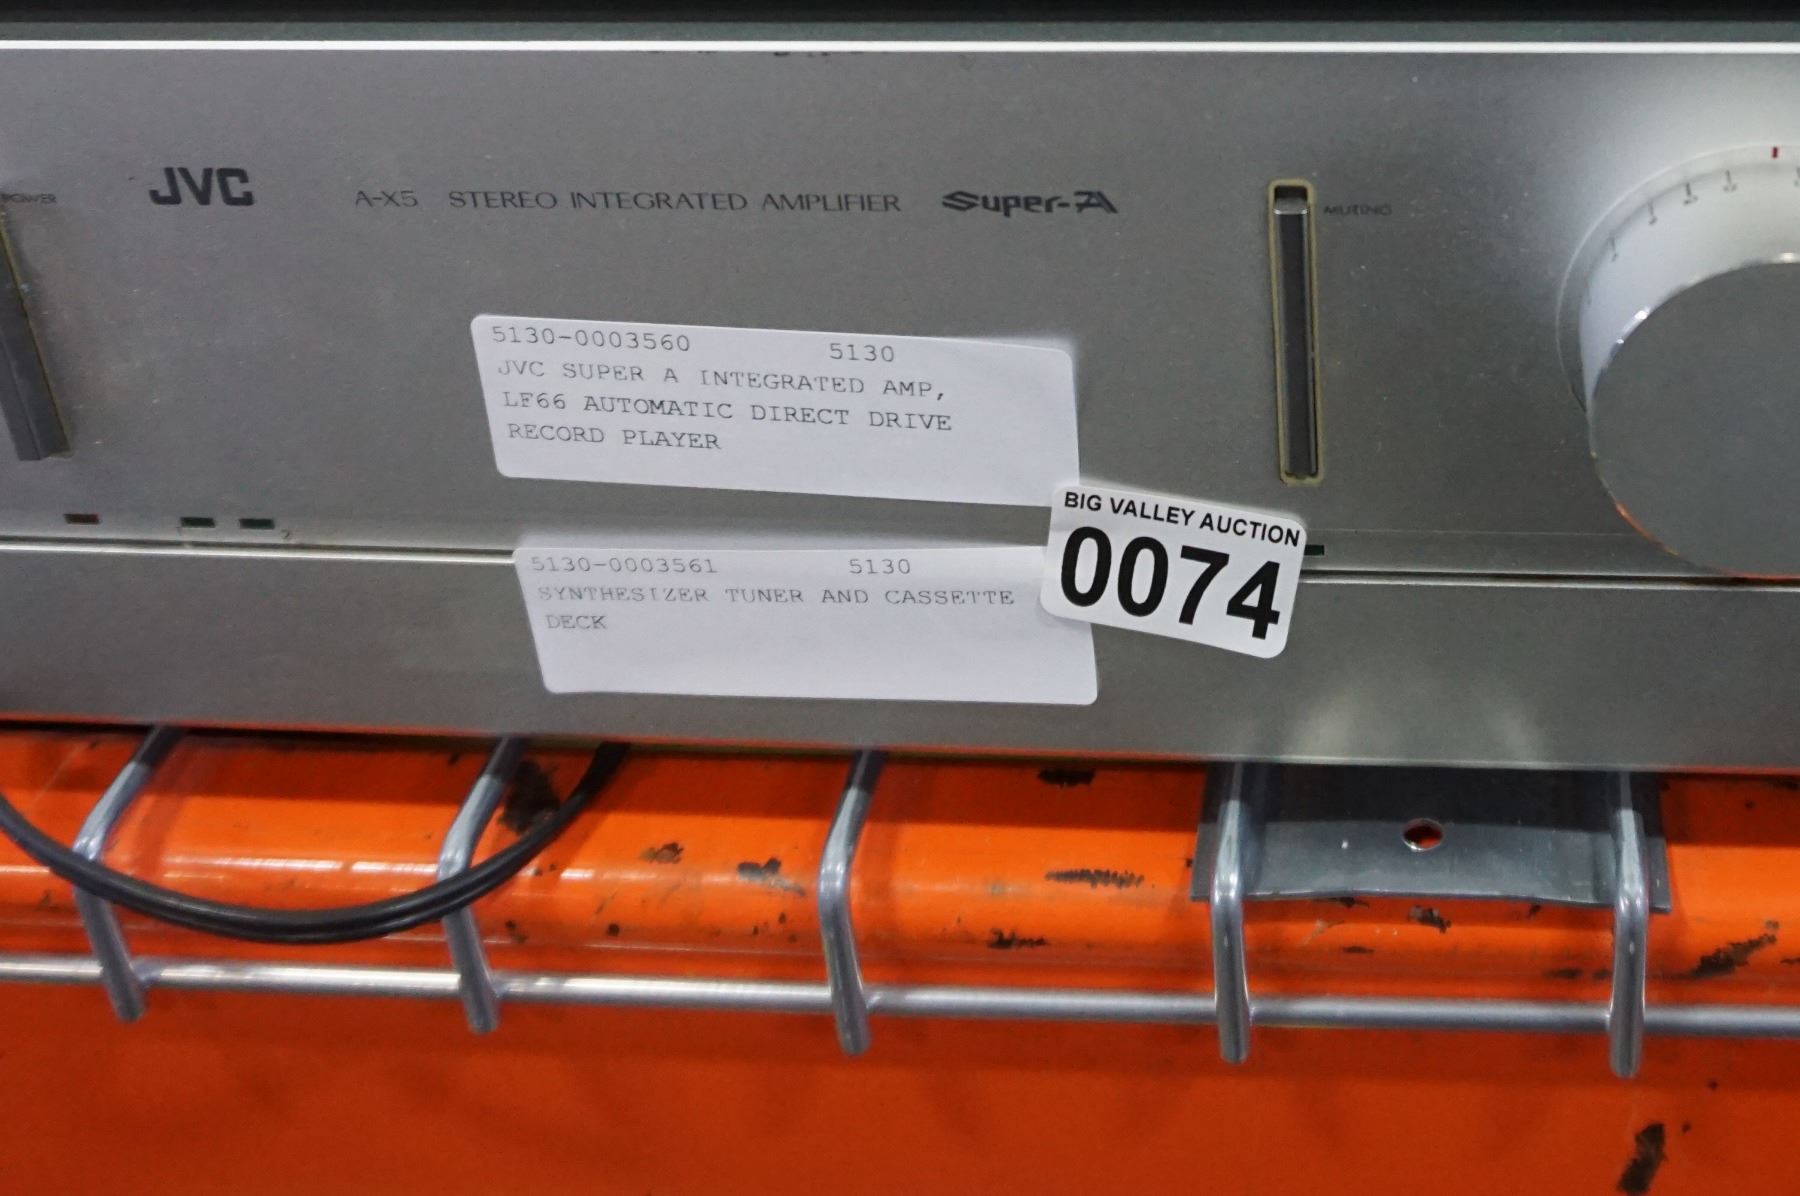 POWER
JVC
A-X5 STEREO INTEGRATED AMPLIFIER Super-A
MUTING
5130-0003560 5130
JVC SUPER A INTEGRATED AMP,
LF66 AUTOMATIC DIRECT DRIVE
RECORD PLAYER
BIG VALLEY AUCTION
0074
5130-0003561 5130
SYNTHESIZER TUNER AND CASSETTE
DECK